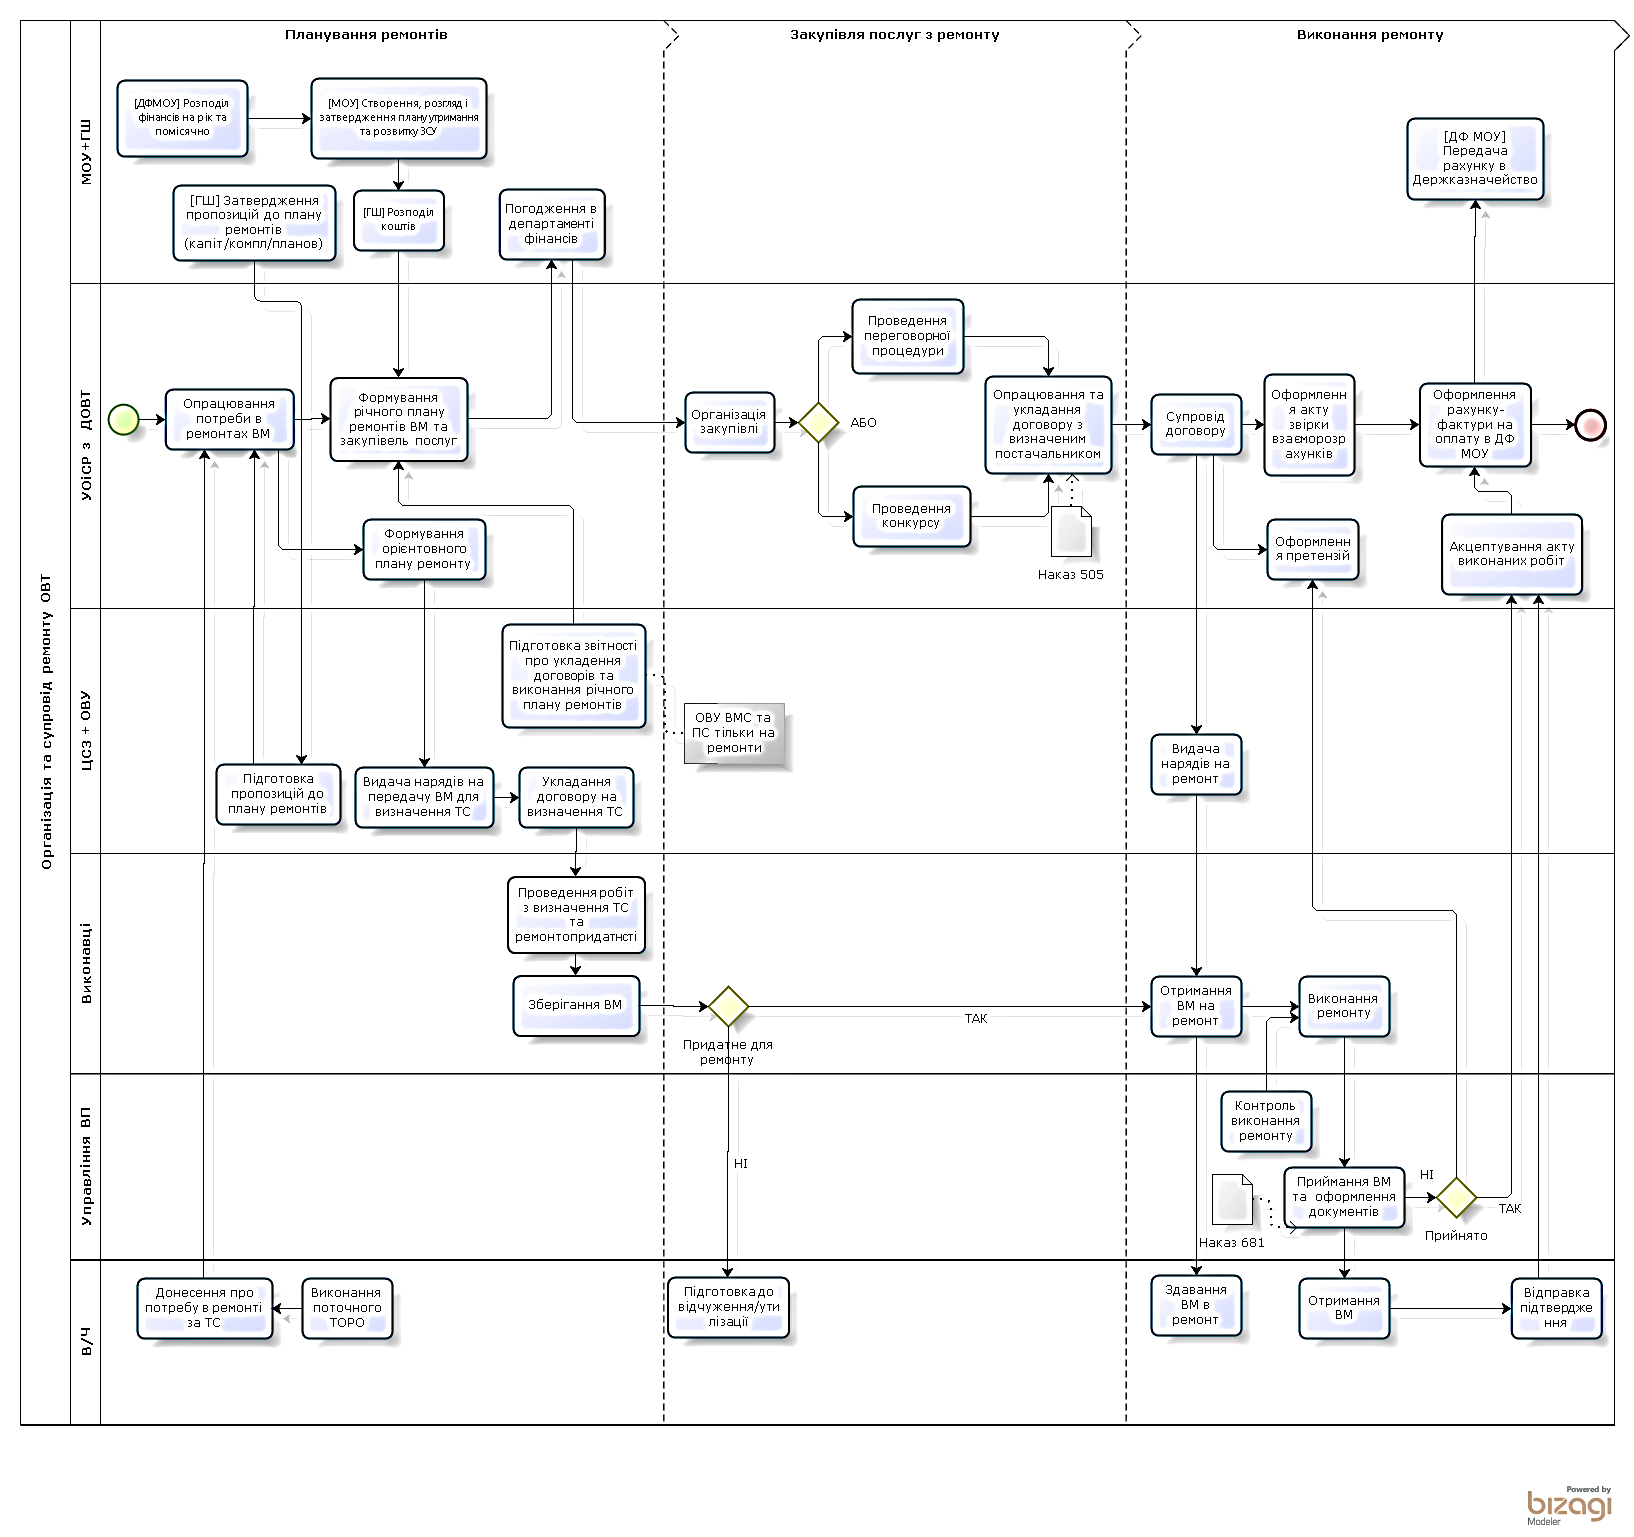 Планування ремонтів
Закупівля послуг з ремонту
Виконання ремонту
Організація та супровід ремонту ОВТ
МОУ+ГШ
[ДФМОУ] Розподіл
фінансів на рік та
помісячно
[МОУ] Створення, розгляд і
затвердження плану утримання
та розвитку ЗСУ
[ГШ] Затвердження
пропозицій до плану
ремонтів
(капіт/компл/планов)
[ГШ] Розподіл
коштів
Погодження в
департаменті
фінансів
[ДФ МОУ]
Передача
рахунку в
Держказначейство
УОіСР з ДОВТ
Опрацювання
потреби в
ремонтах ВМ
Формування
річного плану
ремонтів ВМ та
закупівель послуг
Формування
орієнтовного
плану ремонту
Організація
закупівлі
АБО
Проведення
переговорної
процедури
Проведення
конкурсу
Опрацювання та
укладання
договору з
визначеним
постачальником
Наказ 505
Супровід
договору
Оформленн
я акту
звірки
взаєморозр
ахунків
Оформлення
рахунку-
фактури на
оплату в ДФ
МОУ
Оформленн
я претензій
Акцептування акту
виконаних робіт
ЦСЗ + ОВУ
Підготовка звітності
про укладення
договорів та
виконання річного
плану ремонтів
ОВУ ВМС та
ПС тільки на
ремонти
Підготовка
пропозицій до
плану ремонтів
Видача нарядів на
передачу ВМ для
визначення ТС
Укладання
договору на
визначення ТС
Видача
нарядів на
ремонт
Виконавці
Проведення робіт
з визначення ТС
та
ремонтопридатнсті
Зберігання ВМ
Придатне для
ремонту
ТАК
Отримання
ВМ на
ремонт
Виконання
ремонту
Управління ВП
НІ
Контроль
виконання
ремонту
Приймання ВМ
та оформлення
документів
НІ
ТАК
Прийнято
Наказ 681
В/Ч
Донесення про
потребу в ремонті
за ТС
Виконання
поточного
ТОРО
Підготовка до
відчуження/ути
лізації
Здавання
ВМ в
ремонт
Отримання
ВМ
Відправка
підтвердже
ння
Powered by
bizagi
Modeler